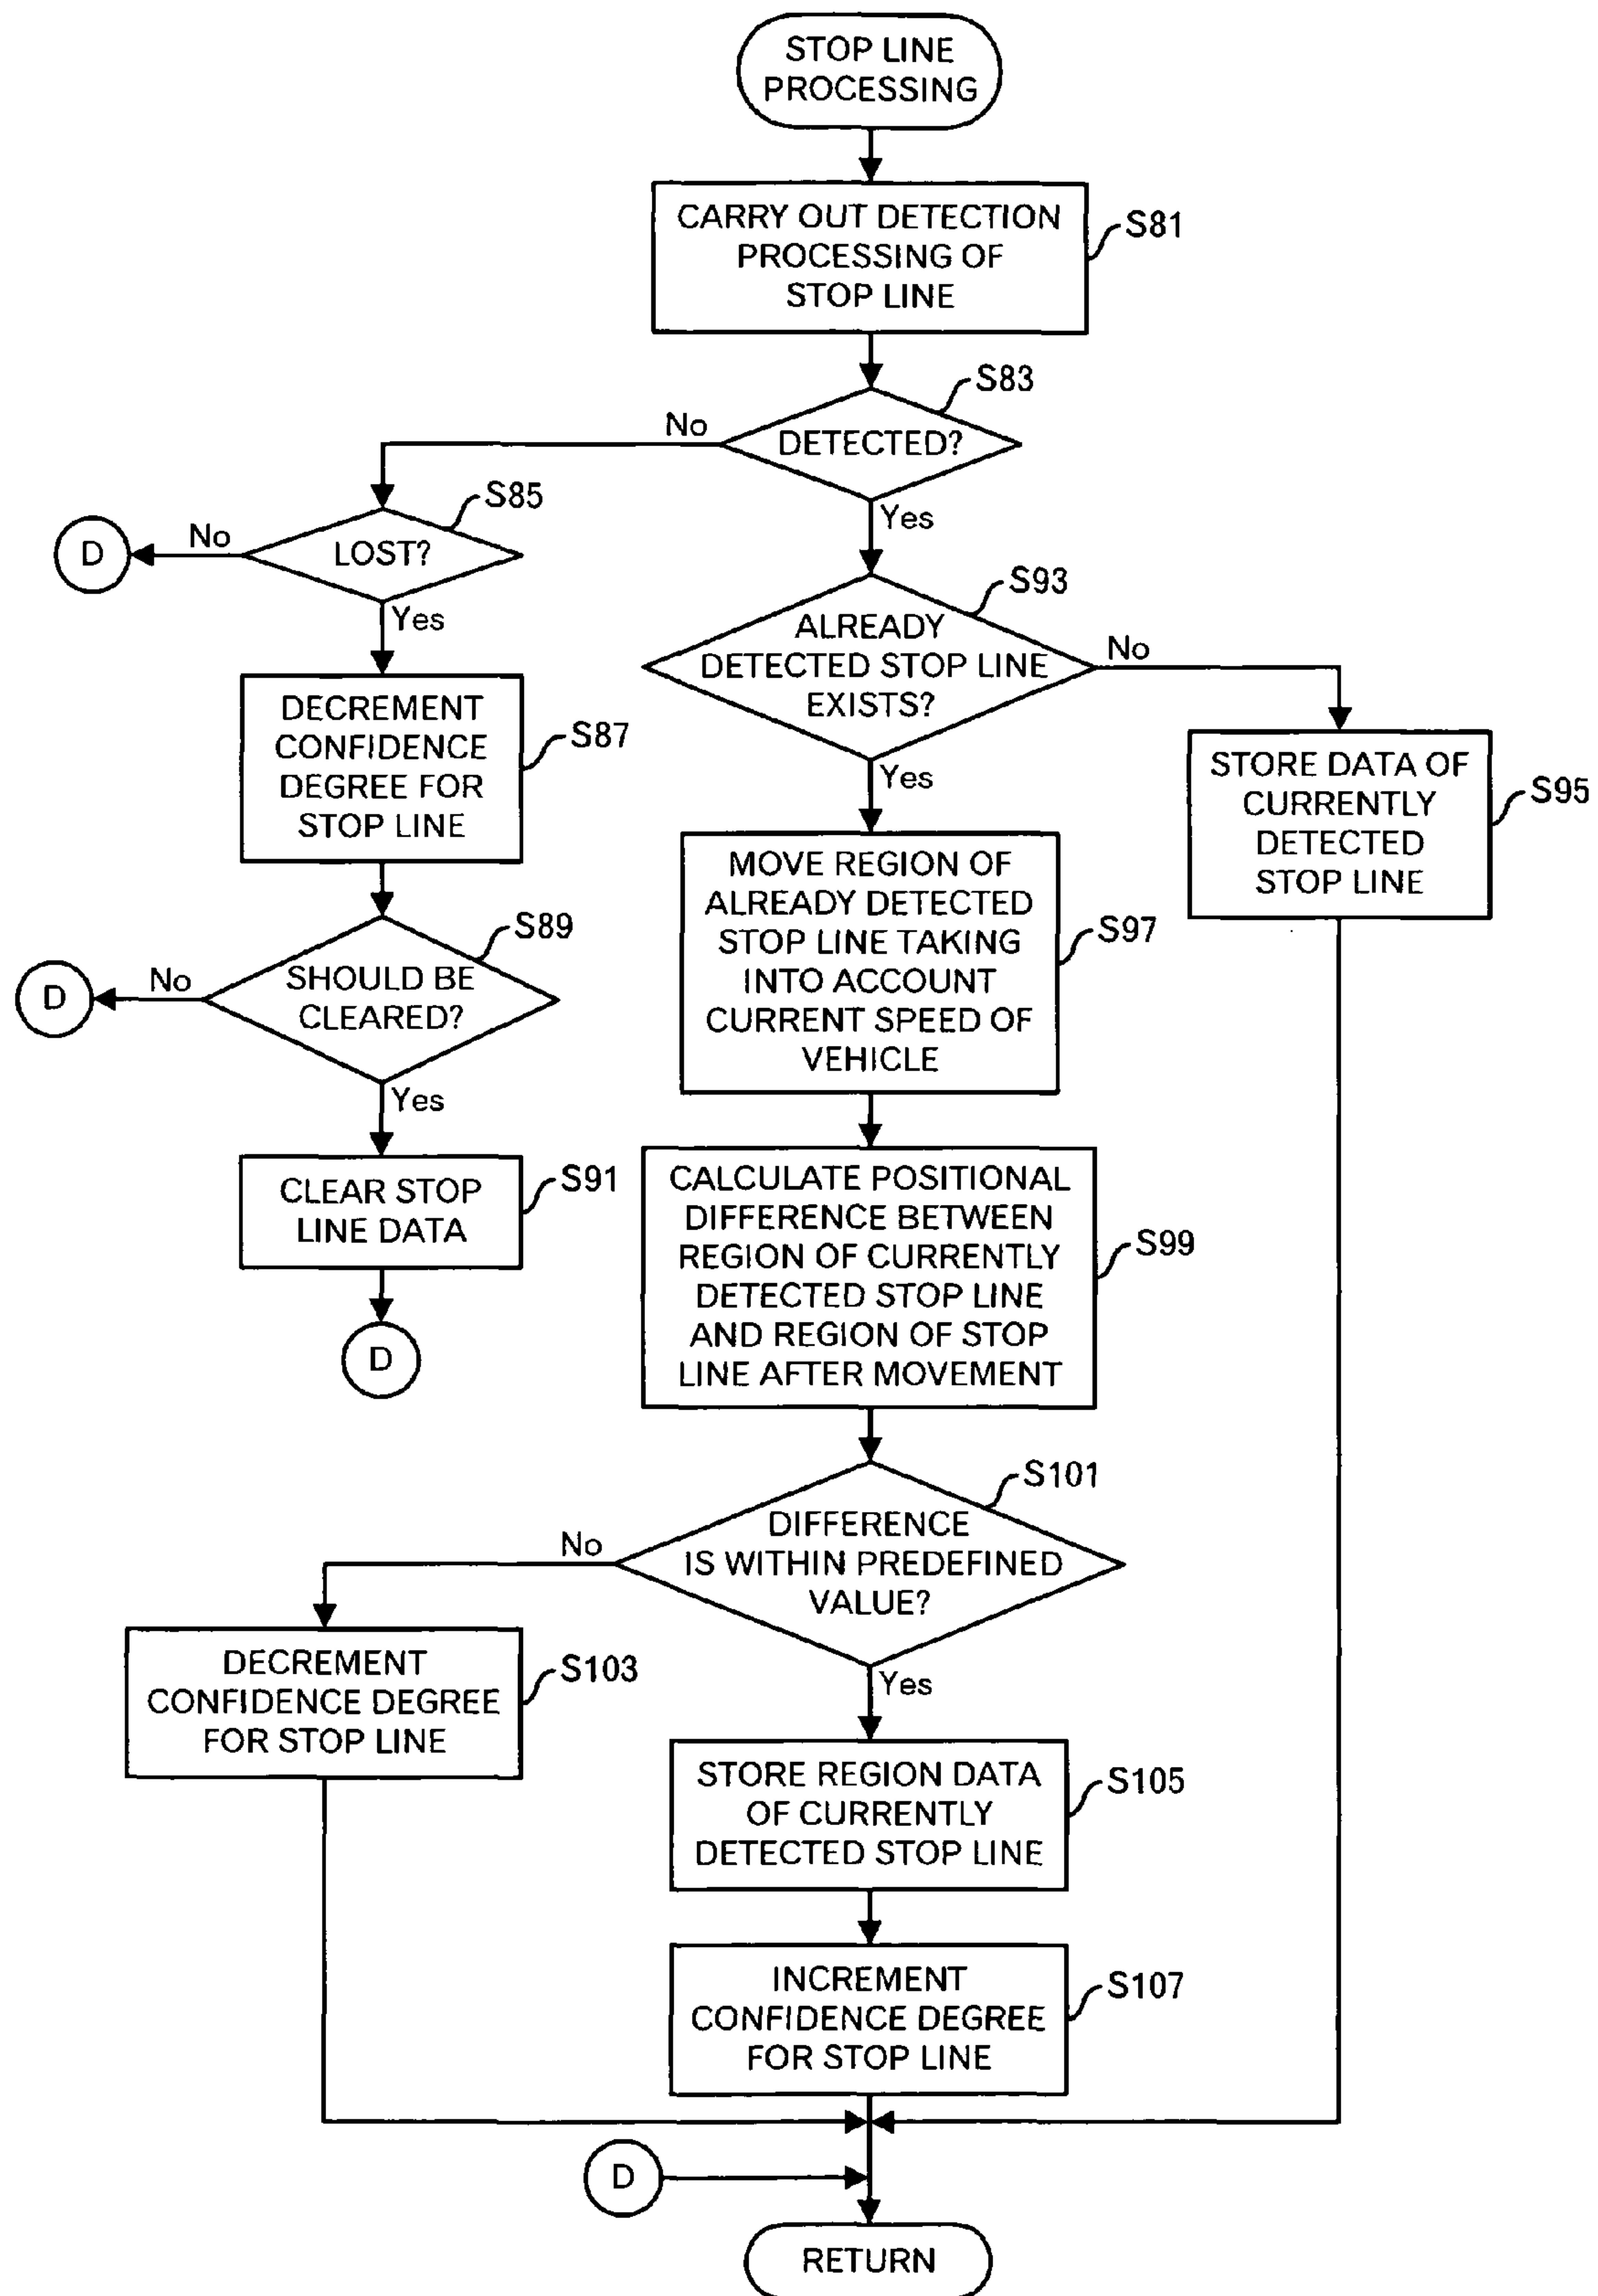 STOP LINE
PROCESSING
CARRY OUT DETECTION
PROCESSING OF
STOP LINE
S81
S83
DETECTED?
No
Yes
S85
LOST?
No
D
Yes
DECREMENT
CONFIDENCE
DEGREE FOR
STOP LINE
S87
S89
SHOULD BE
CLEARED?
No
D
Yes
CLEAR STOP
LINE DATA
S91
D
S93
ALREADY
DETECTED STOP LINE
EXISTS?
No
Yes
STORE DATA OF
CURRENTLY
DETECTED
STOP LINE
S95
MOVE REGION OF
ALREADY DETECTED
STOP LINE TAKING
INTO ACCOUNT
CURRENT SPEED OF
VEHICLE
S97
CALCULATE POSITIONAL
DIFFERENCE BETWEEN
REGION OF CURRENTLY
DETECTED STOP LINE
AND REGION OF STOP
LINE AFTER MOVEMENT
S99
S101
DIFFERENCE
IS WITHIN PREDEFINED
VALUE?
No
Yes
DECREMENT
CONFIDENCE DEGREE
FOR STOP LINE
S103
STORE REGION DATA
OF CURRENTLY
DETECTED STOP LINE
S105
INCREMENT
CONFIDENCE DEGREE
FOR STOP LINE
S107
D
RETURN